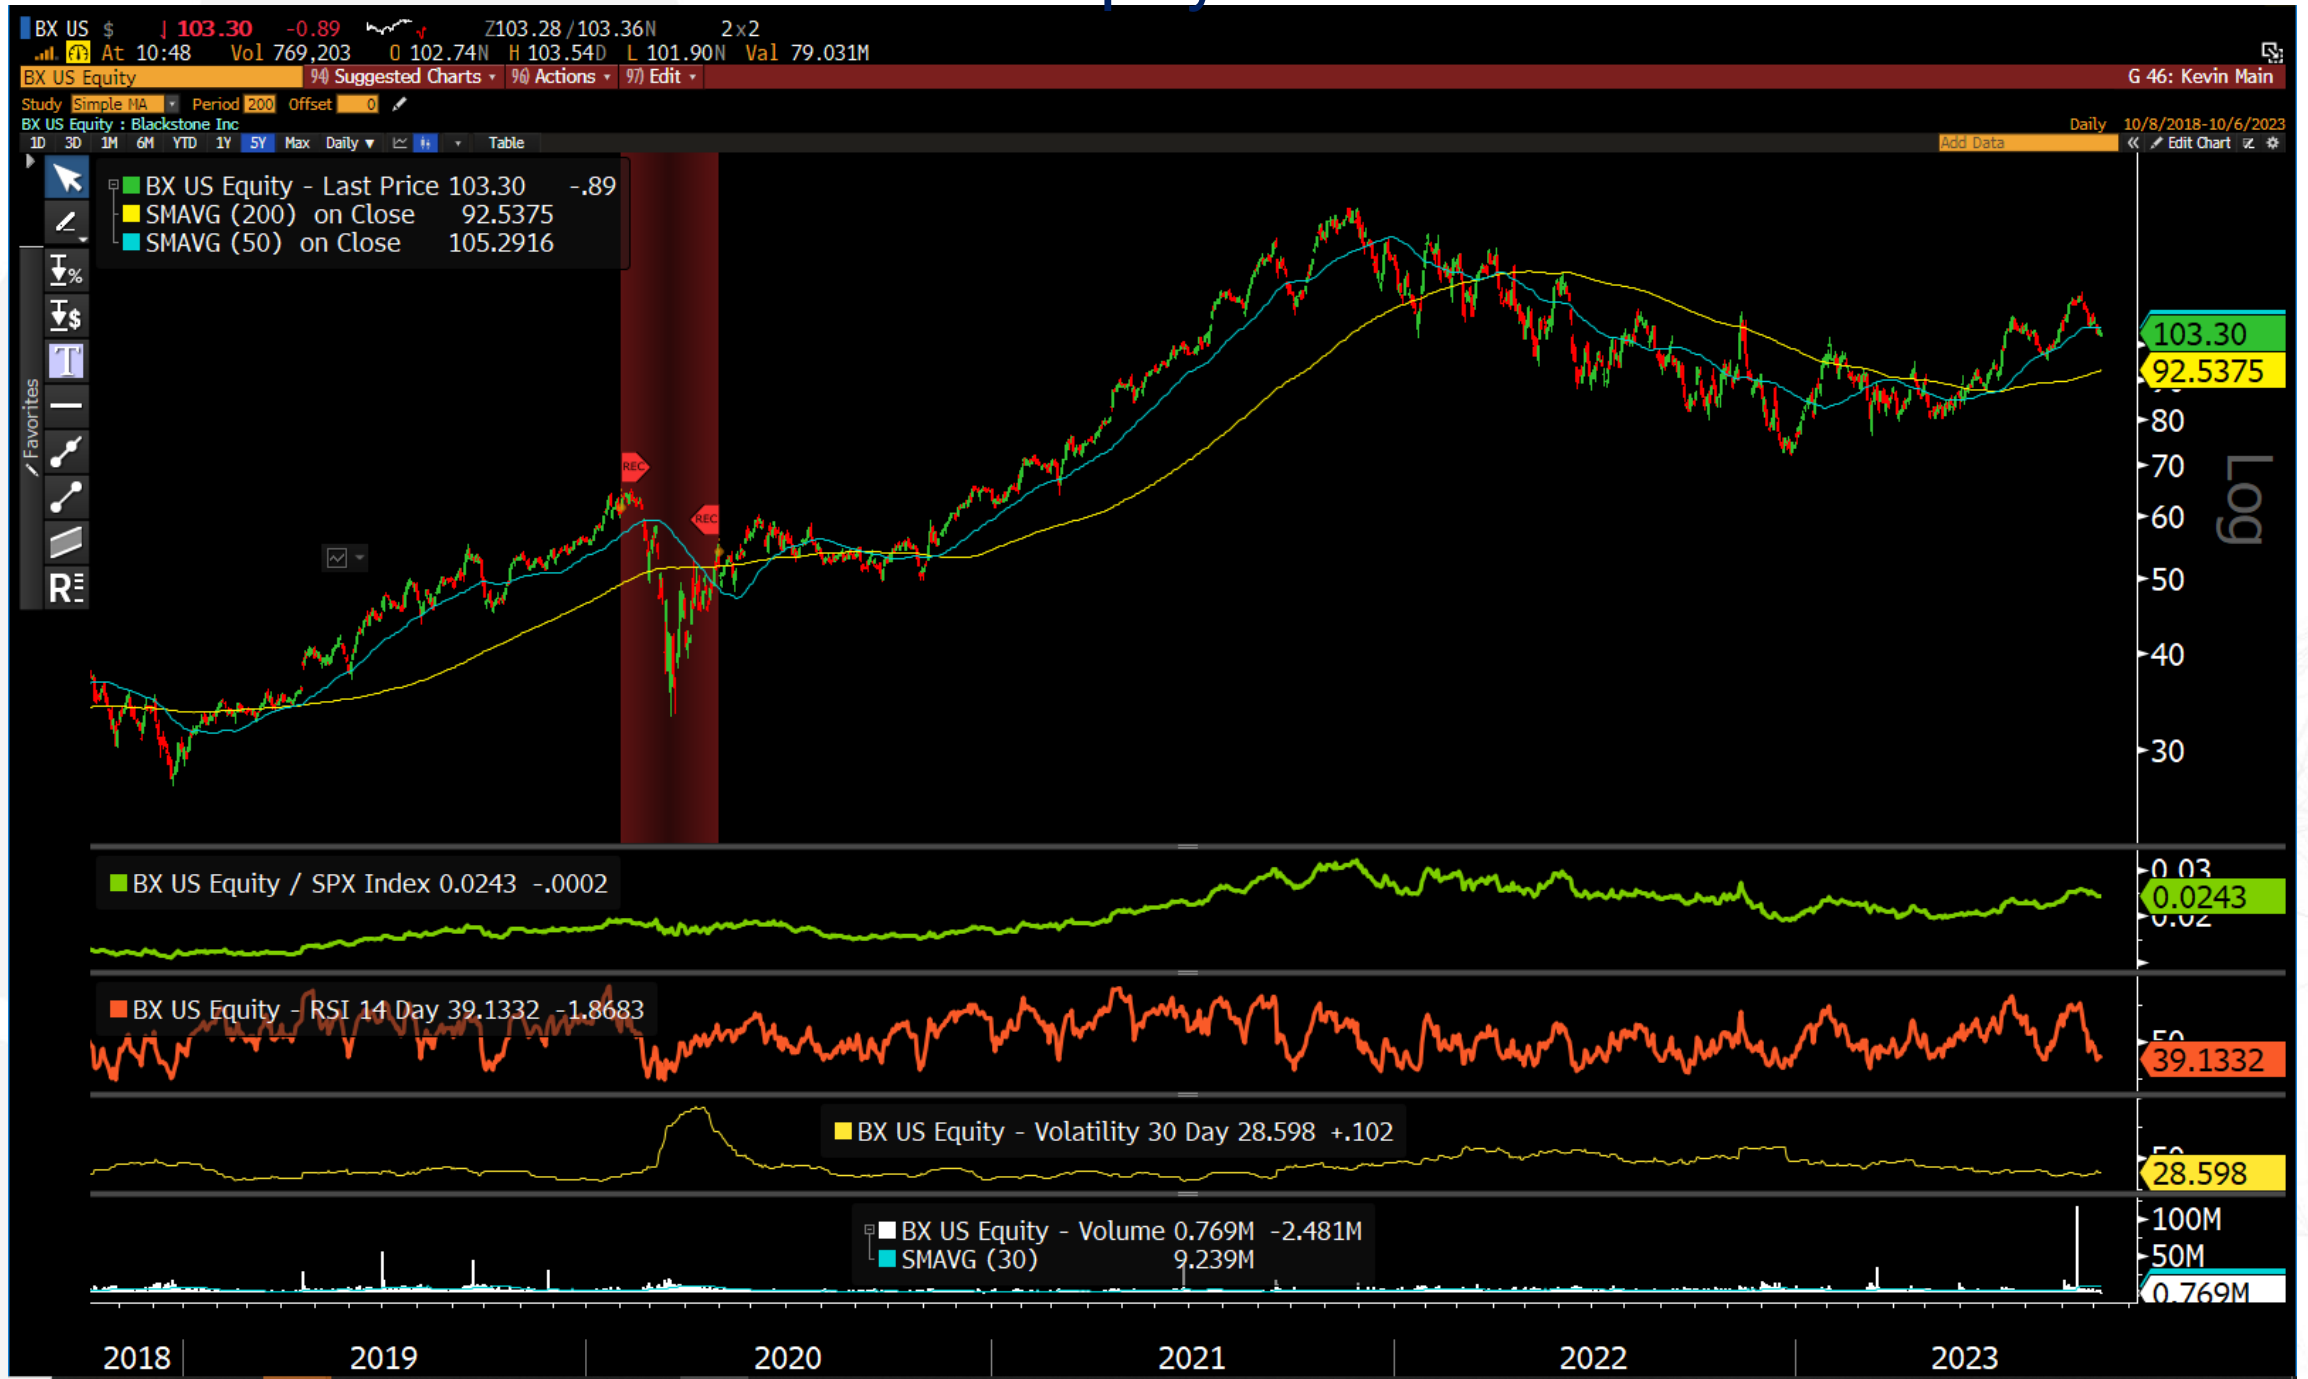 BX US $ 103.30 -0.89 Z103.28/103.36N 2x2
At 10:48 Vol 769,203 O 102.74N H 103.54D L 101.90N Val 79.031M
BX US Equity 94) Suggested Charts 96) Actions 97) Edit G 46: Kevin Main
Study Simple MA Period 200 Offset 0
BX US Equity : Blackstone Inc
Daily 10/8/2018-10/6/2023
1D 3D 1M 6M YTD 1Y 5Y Max Daily Table Add Data « Edit Chart
BX US Equity - Last Price 103.30 -.89
SMAVG (200) on Close 92.5375
SMAVG (50) on Close 105.2916
%
$
T
R
Favorites
REC
REC
103.30
92.5375
80
70
60
50
40
30
Log
BX US Equity / SPX Index 0.0243 -.0002
0.03
0.0243
0.02
BX US Equity - RSI 14 Day 39.1332 -1.8683
50
39.1332
BX US Equity - Volatility 30 Day 28.598 +.102
50
28.598
BX US Equity - Volume 0.769M -2.481M
SMAVG (30) 9.239M
100M
50M
0.769M
2018 2019 2020 2021 2022 2023